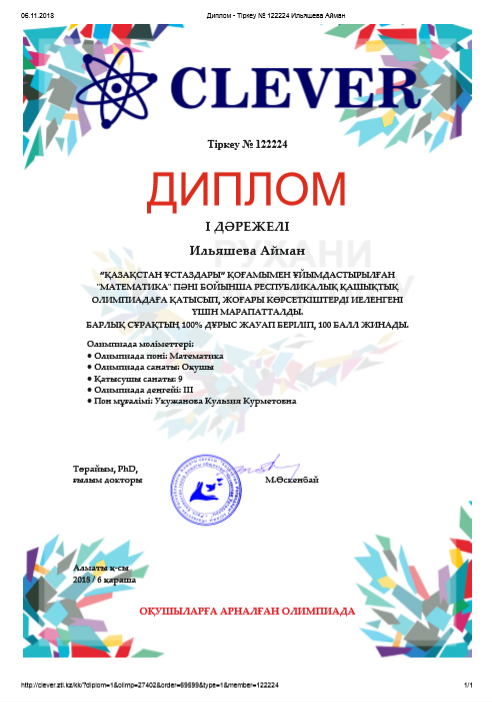 06.11.2018 Диплом - Тіркеу № 122224 Ильяшева Айман
CLEVER
Тіркеу № 122224
ДИПЛОМ
І ДӘРЕЖЕЛІ
Ильяшева Айман
РУХАНИ
"ҚАЗАҚСТАН ҰСТАЗДАРЫ" ҚОҒАМЫМЕН ҰЙЫМДАСТЫРЫЛҒАН
"МАТЕМАТИКА" ПӘНІ БОЙЫНША РЕСПУБЛИКАЛЫҚ ҚАШЫҚТЫҚ
ОЛИМПИАДАҒА ҚАТЫСЫП, ЖОҒАРЫ КӨРСЕТКІШТЕРДІ ИЕЛЕНГЕНІ
ҮШІН МАРАПАТТАЛДЫ.
БАРЛЫҚ СҰРАҚТЫҢ 100% ДҰРЫС ЖАУАП БЕРІЛІП, 100 БАЛЛ ЖИНАДЫ.
Олимпиада мәліметтері:
● Олимпиада пәні: Математика
● Олимпиада санаты: Оқушы
● Қатысушы санаты: 9
● Олимпиада деңгейі: III
● Пән мұғалімі: Укужанова Кульзия Курметовна
Төрайым, PhD,
ғылым докторы
М.Өскенбай
Алматы қ-сы
2018 / 6 қараша
ОҚУШЫЛАРҒА АРНАЛҒАН ОЛИМПИАДА
http://clever.zti.kz/kk/?diplom=1&olimp=27402&order=69699&type=1&member=122224 1/1